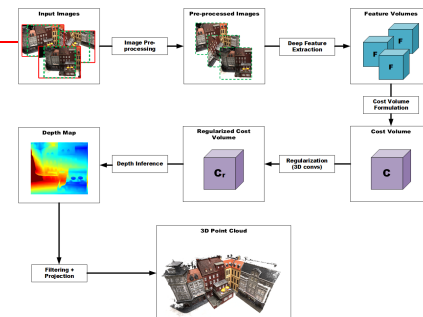 Input Images
Image Pre-
processing
Pre-processed Images
Deep Feature
Extraction
Feature Volumes
F
F
F
Cost Volume
Formulation
Cost Volume
C
Regularization
(3D convs)
Regularized Cost
Volume
Cr
Depth Inference
Depth Map
Filtering +
Projection
3D Point Cloud